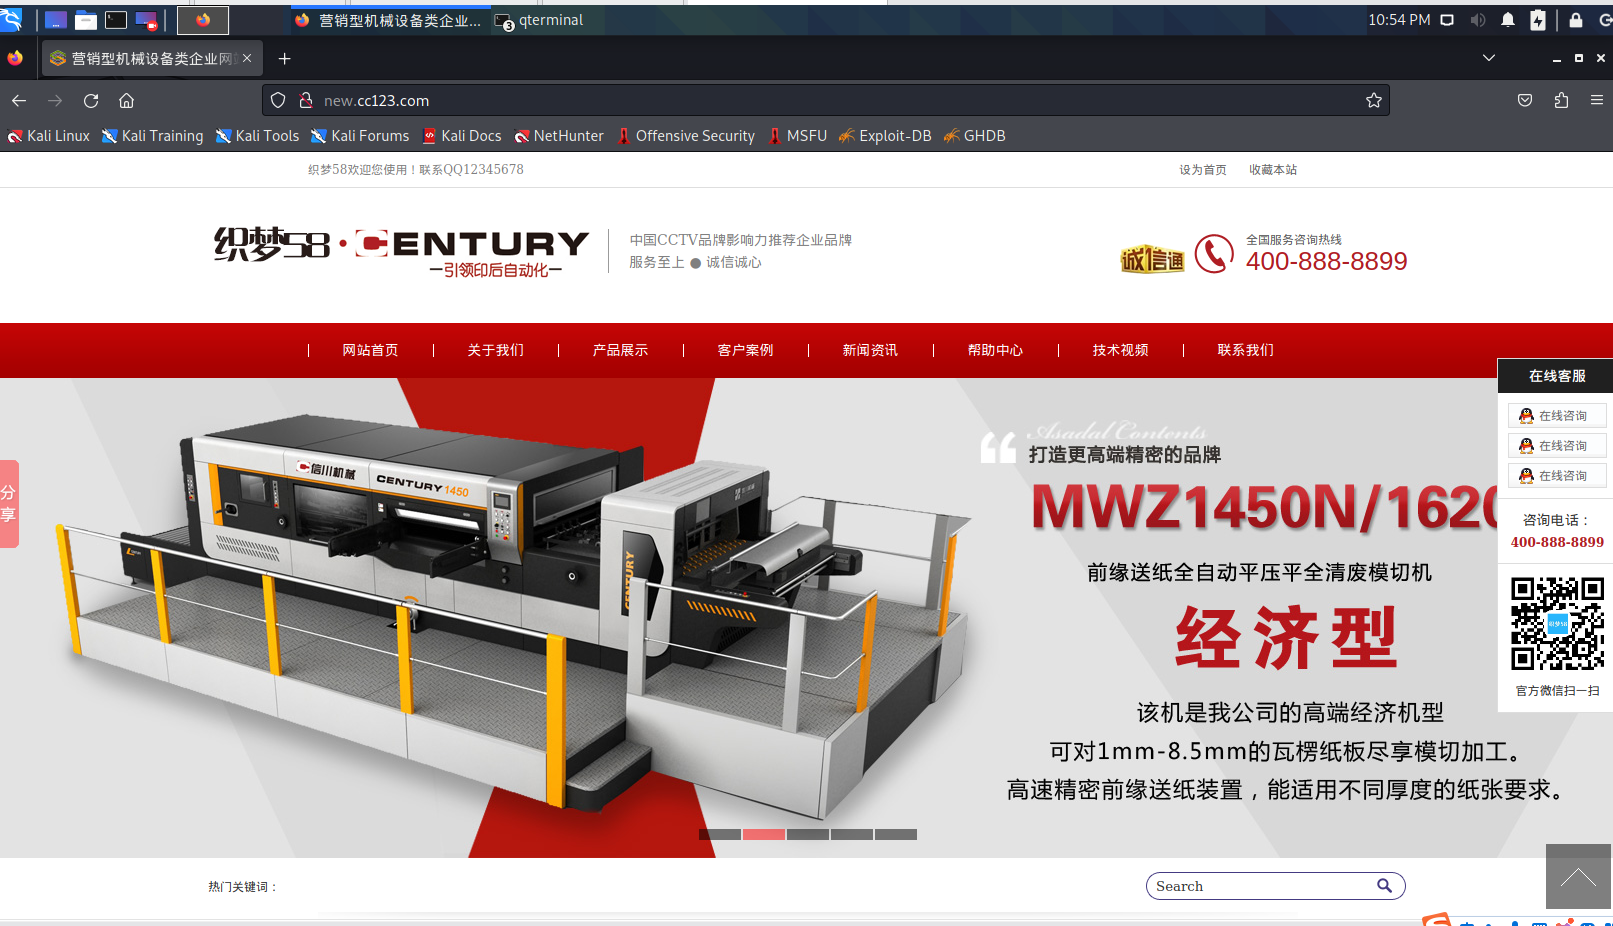 营销型机械设备类企业...
qterminal
10:54 PM
营销型机械设备类企业网
new.cc123.com
Kali Linux
Kali Training
Kali Tools
Kali Forums
Kali Docs
NetHunter
Offensive Security
MSFU
Exploit-DB
GHDB
织梦58欢迎您使用！联系QQ12345678
设为首页
收藏本站
织梦58·CENTURY
引领印后自动化
中国CCTV品牌影响力推荐企业品牌
服务至上 ● 诚信诚心
诚信通
全国服务咨询热线
400-888-8899
网站首页
关于我们
产品展示
客户案例
新闻资讯
帮助中心
技术视频
联系我们
在线客服
在线咨询
在线咨询
在线咨询
咨询电话：
400-888-8899
官方微信扫一扫
分享
信川机械
CENTURY 1450
CENTURY
Asadal Contents
打造更高端精密的品牌
MWZ1450N/1620
前缘送纸全自动平压平全清废模切机
经济型
该机是我公司的高端经济机型
可对1mm-8.5mm的瓦楞纸板尽享模切加工。
高速精密前缘送纸装置，能适用不同厚度的纸张要求。
热门关键词：
Search